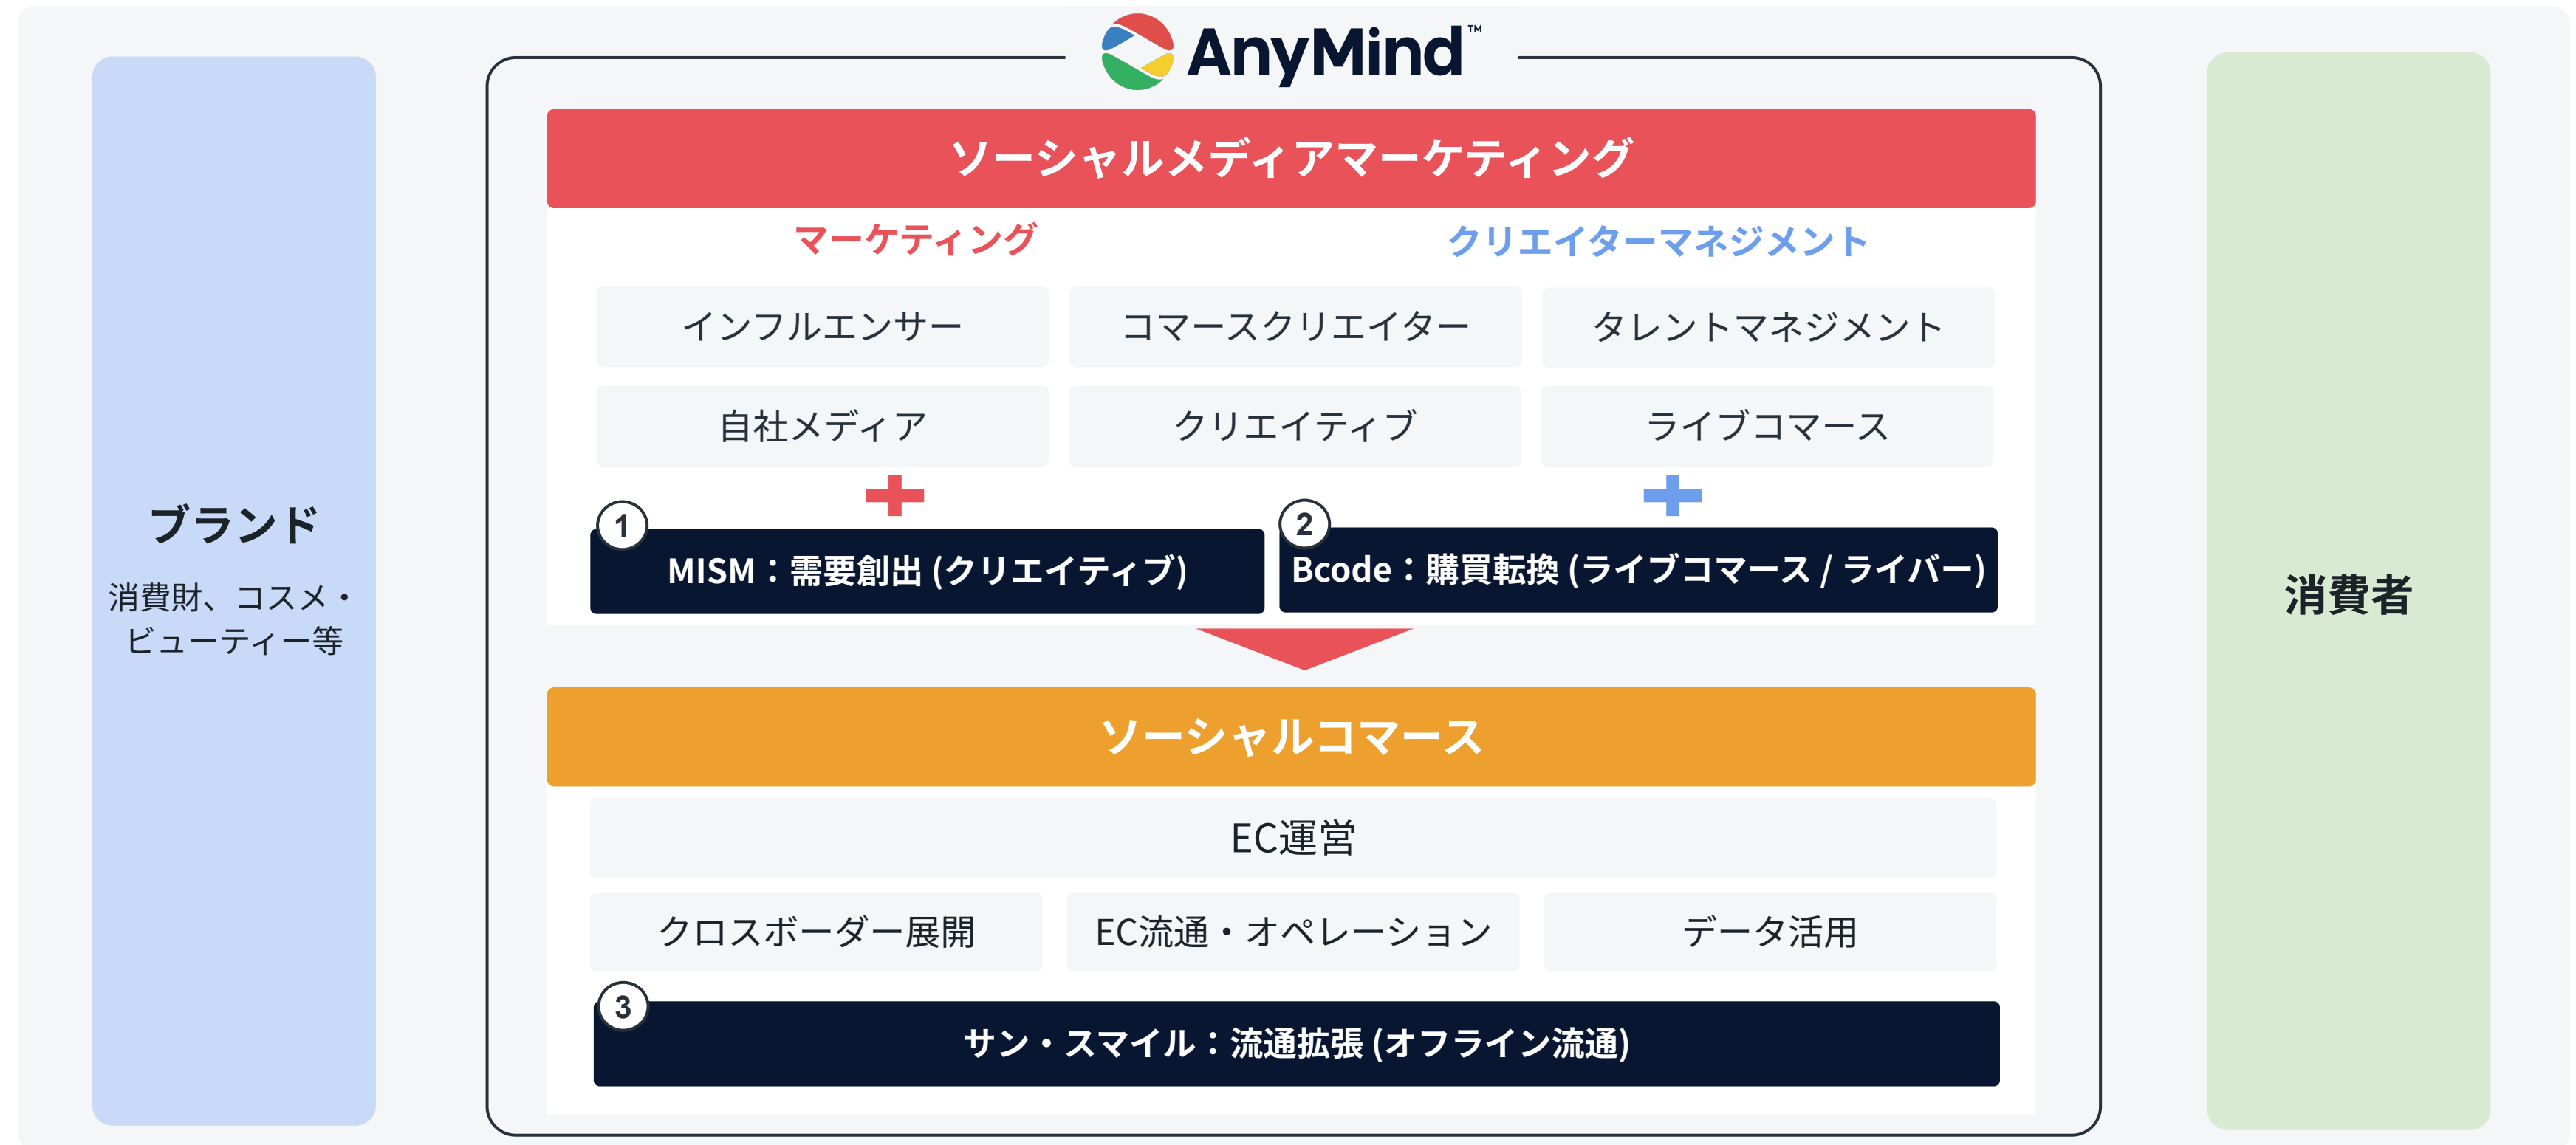 AnyMind™
ブランド
消費財、コスメ・
ビューティー等
ソーシャルメディアマーケティング
マーケティング
クリエイターマネジメント
インフルエンサー
コマースクリエイター
タレントマネジメント
自社メディア
クリエイティブ
ライブコマース
1
MISM：需要創出 (クリエイティブ)
2
Bcode：購買転換 (ライブコマース / ライバー)
ソーシャルコマース
EC運営
クロスボーダー展開
EC流通・オペレーション
データ活用
3
サン・スマイル：流通拡張 (オフライン流通)
消費者